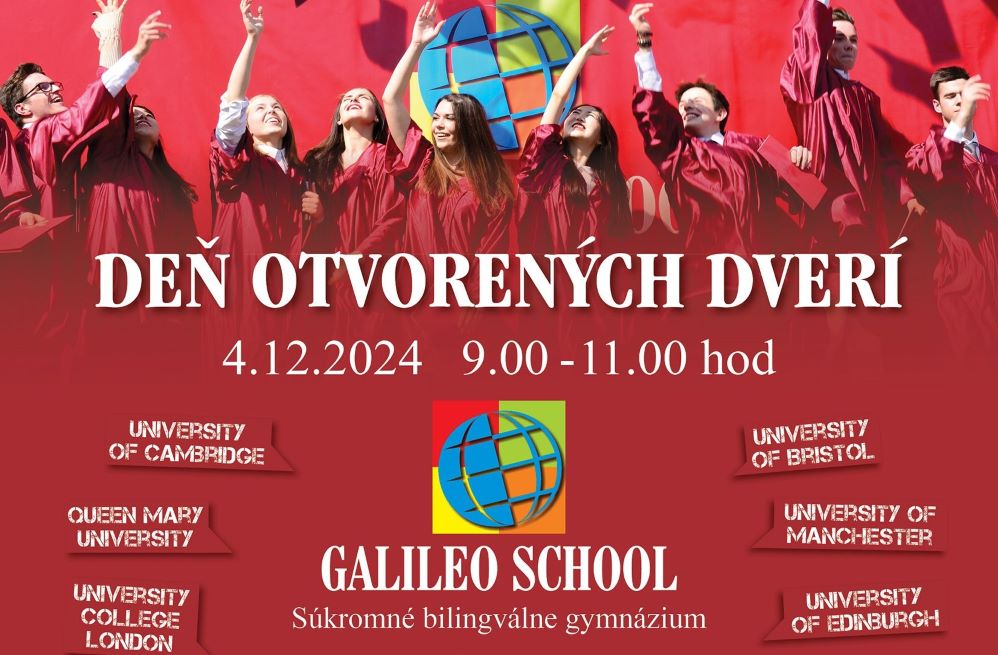 DEŇ OTVORENÝCH DVERÍ
4.12.2024 9.00 - 11.00 hod
UNIVERSITY
OF CAMBRIDGE
UNIVERSITY
OF BRISTOL
QUEEN MARY
UNIVERSITY
UNIVERSITY OF
MANCHESTER
GALILEO SCHOOL
Súkromné bilingválne gymnázium
UNIVERSITY
COLLEGE
LONDON
UNIVERSITY
OF EDINBURGH